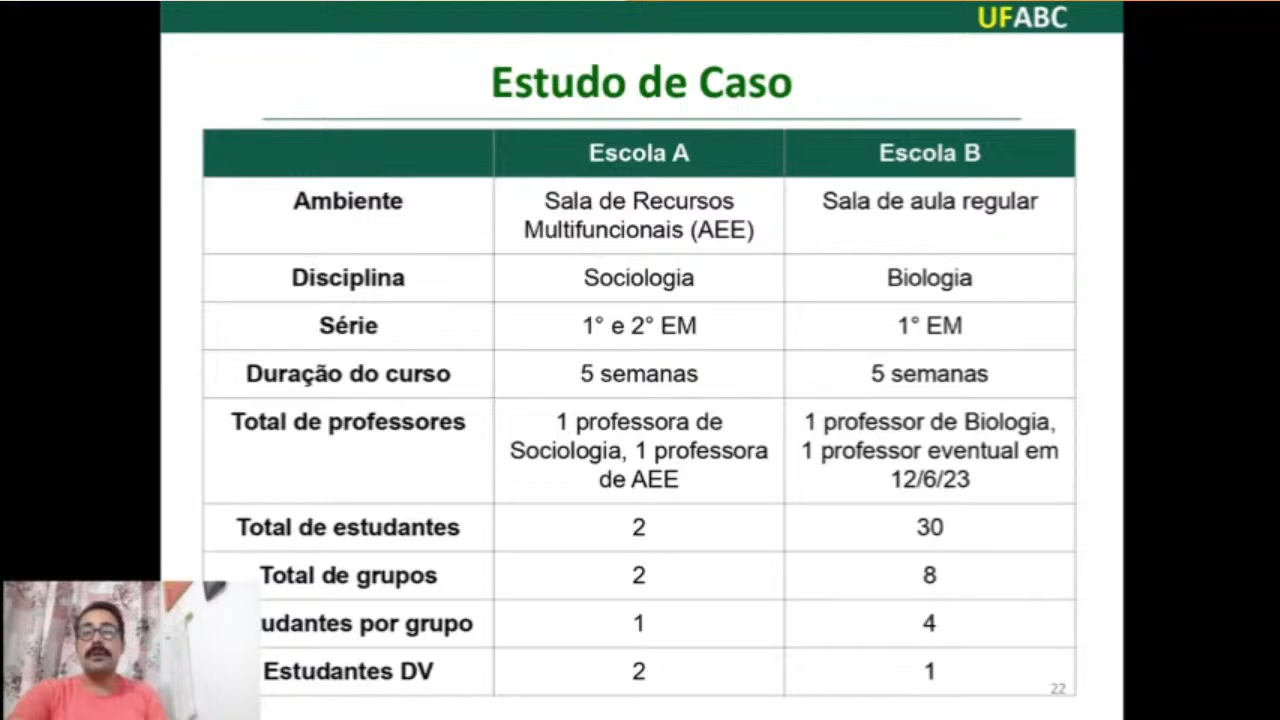 UFABC
Estudo de Caso
Escola A
Escola B
Ambiente
Sala de Recursos
Multifuncionais (AEE)
Sala de aula regular
Disciplina
Sociologia
Biologia
Série
1° e 2° EM
1° EM
Duração do curso
5 semanas
5 semanas
Total de professores
1 professora de
Sociologia, 1 professora
de AEE
1 professor de Biologia,
1 professor eventual em
12/6/23
Total de estudantes
2
30
Total de grupos
2
8
udantes por grupo
1
4
Estudantes DV
2
1
22